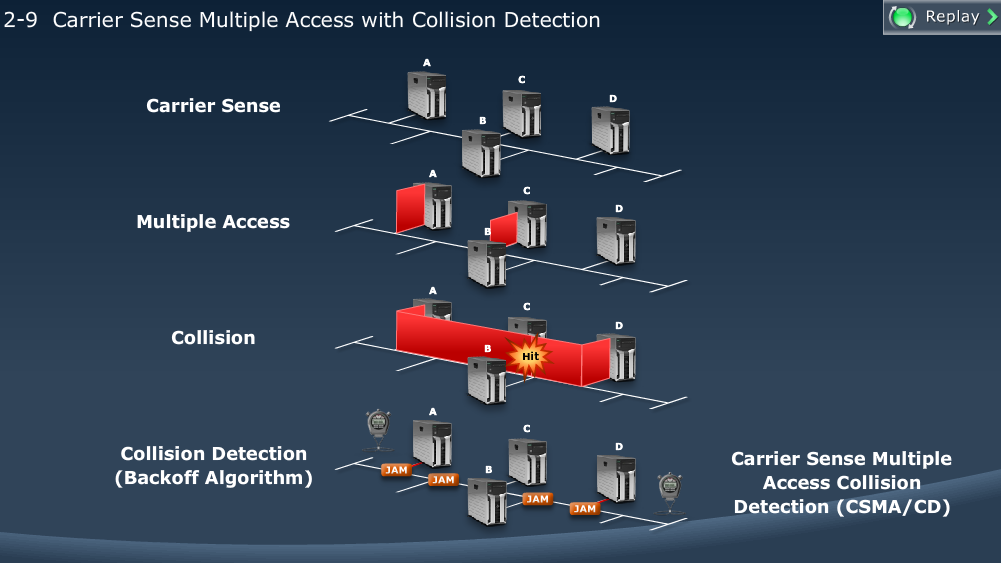 2-9 Carrier Sense Multiple Access with Collision Detection
Replay
A
C
D
B
Carrier Sense
A
C
D
B
Multiple Access
A
C
D
B
Hit
Collision
A
C
D
B
JAM
JAM
JAM
JAM
Collision Detection
(Backoff Algorithm)
Carrier Sense Multiple
Access Collision
Detection (CSMA/CD)